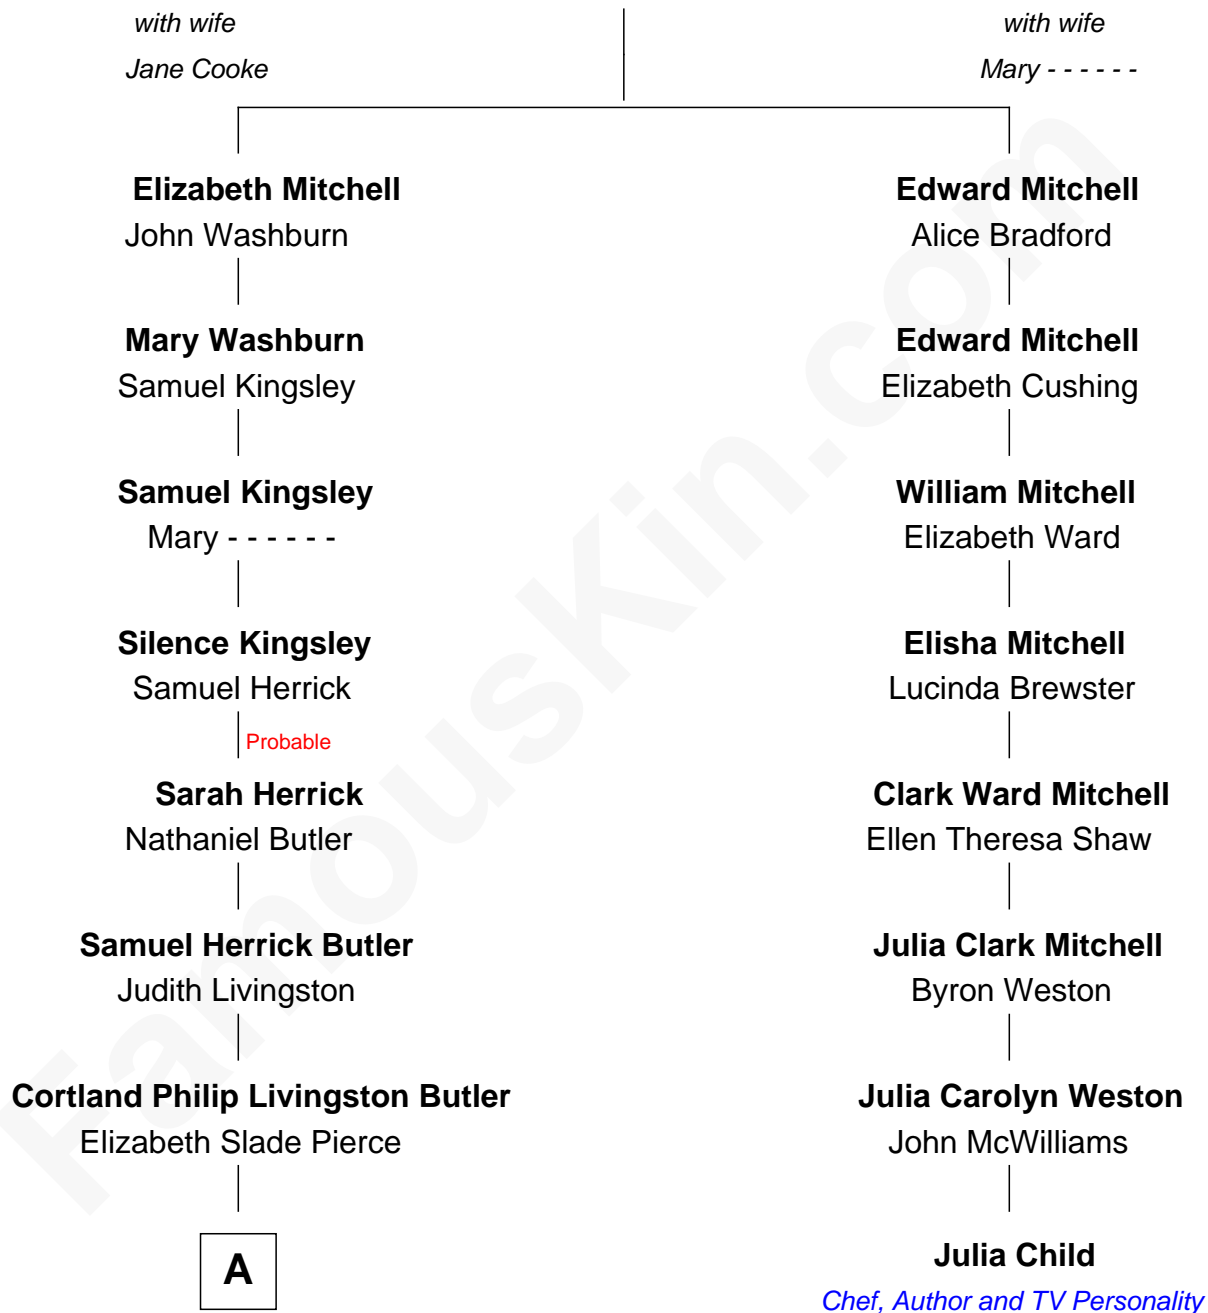 with wife
Jane Cooke
with wife
Mary - - - - - -
Elizabeth Mitchell
John Washburn
Edward Mitchell
Alice Bradford
Mary Washburn
Samuel Kingsley
Edward Mitchell
Elizabeth Cushing
Samuel Kingsley
Mary - - - - - -
William Mitchell
Elizabeth Ward
Silence Kingsley
Samuel Herrick
Elisha Mitchell
Lucinda Brewster
Probable
Sarah Herrick
Nathaniel Butler
Clark Ward Mitchell
Ellen Theresa Shaw
Samuel Herrick Butler
Judith Livingston
Julia Clark Mitchell
Byron Weston
Cortland Philip Livingston Butler
Elizabeth Slade Pierce
Julia Carolyn Weston
John McWilliams
A
Julia Child
Chef, Author and TV Personality
FamousKin.com